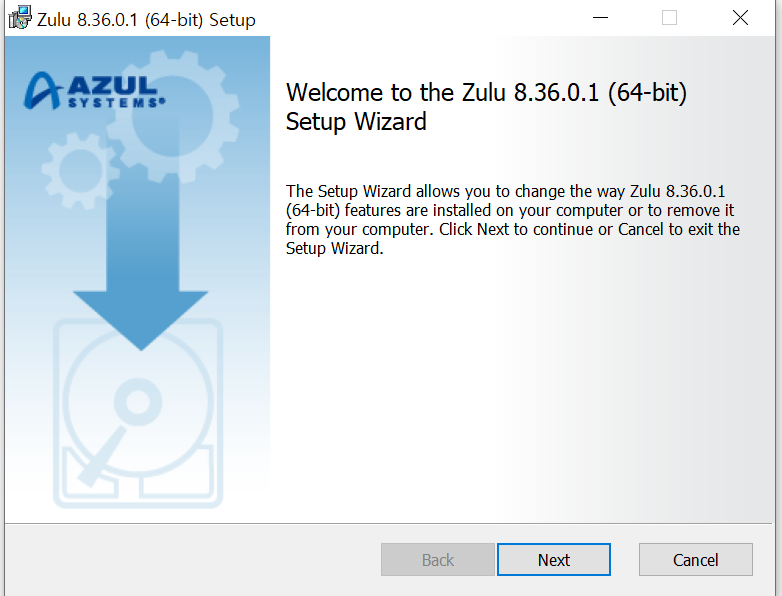 Zulu 8.36.0.1 (64-bit) Setup
AZUL
SYSTEMS®
Welcome to the Zulu 8.36.0.1 (64-bit)
Setup Wizard
The Setup Wizard allows you to change the way Zulu 8.36.0.1
(64-bit) features are installed on your computer or to remove it
from your computer. Click Next to continue or Cancel to exit the
Setup Wizard.
Back
Next
Cancel